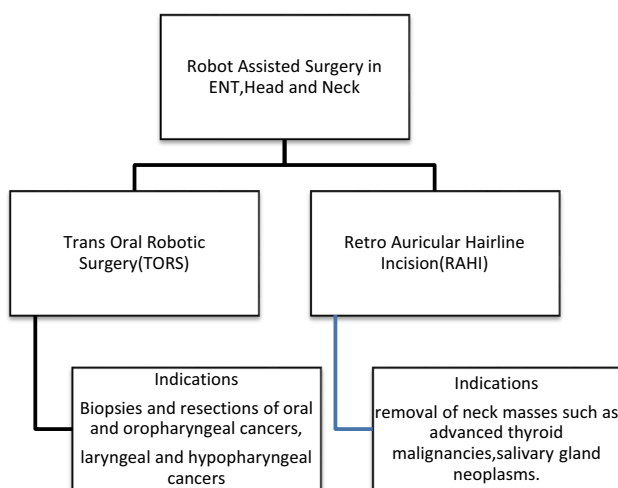 Robot Assisted Surgery in
ENT,Head and Neck
Trans Oral Robotic
Surgery(TORS)
Retro Auricular Hairline
Incision(RAHI)
Indications
Biopsies and resections of oral
and oropharyngeal cancers,
laryngeal and hypopharyngeal
cancers
Indications
removal of neck masses such as
advanced thyroid
malignancies,salivary gland
neoplasms.